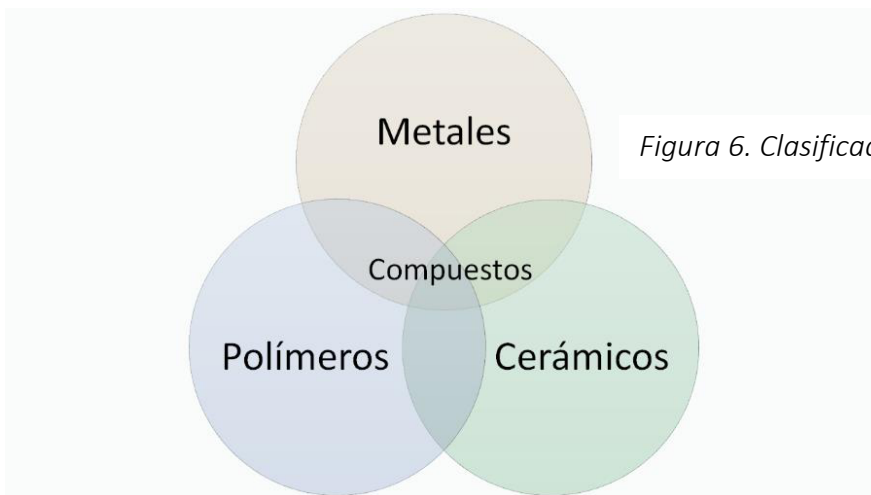 Metales
Figura 6. Clasificac
Compuestos
Polímeros
Cerámicos